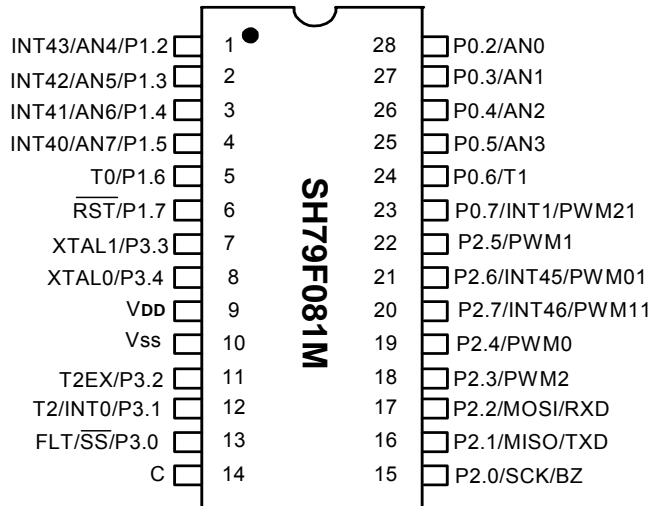 INT43/AN4/P1.2 1 28 P0.2/AN0
INT42/AN5/P1.3 2 27 P0.3/AN1
INT41/AN6/P1.4 3 26 P0.4/AN2
INT40/AN7/P1.5 4 25 P0.5/AN3
T0/P1.6 5 24 P0.6/T1
RST/P1.7 6 23 P0.7/INT1/PWM21
XTAL1/P3.3 7 22 P2.5/PWM1
XTAL0/P3.4 8 21 P2.6/INT45/PWM01
VDD 9 20 P2.7/INT46/PWM11
Vss 10 19 P2.4/PWM0
T2EX/P3.2 11 18 P2.3/PWM2
T2/INT0/P3.1 12 17 P2.2/MOSI/RXD
FLT/SS/P3.0 13 16 P2.1/MISO/TXD
C 14 15 P2.0/SCK/BZ
SH79F081M